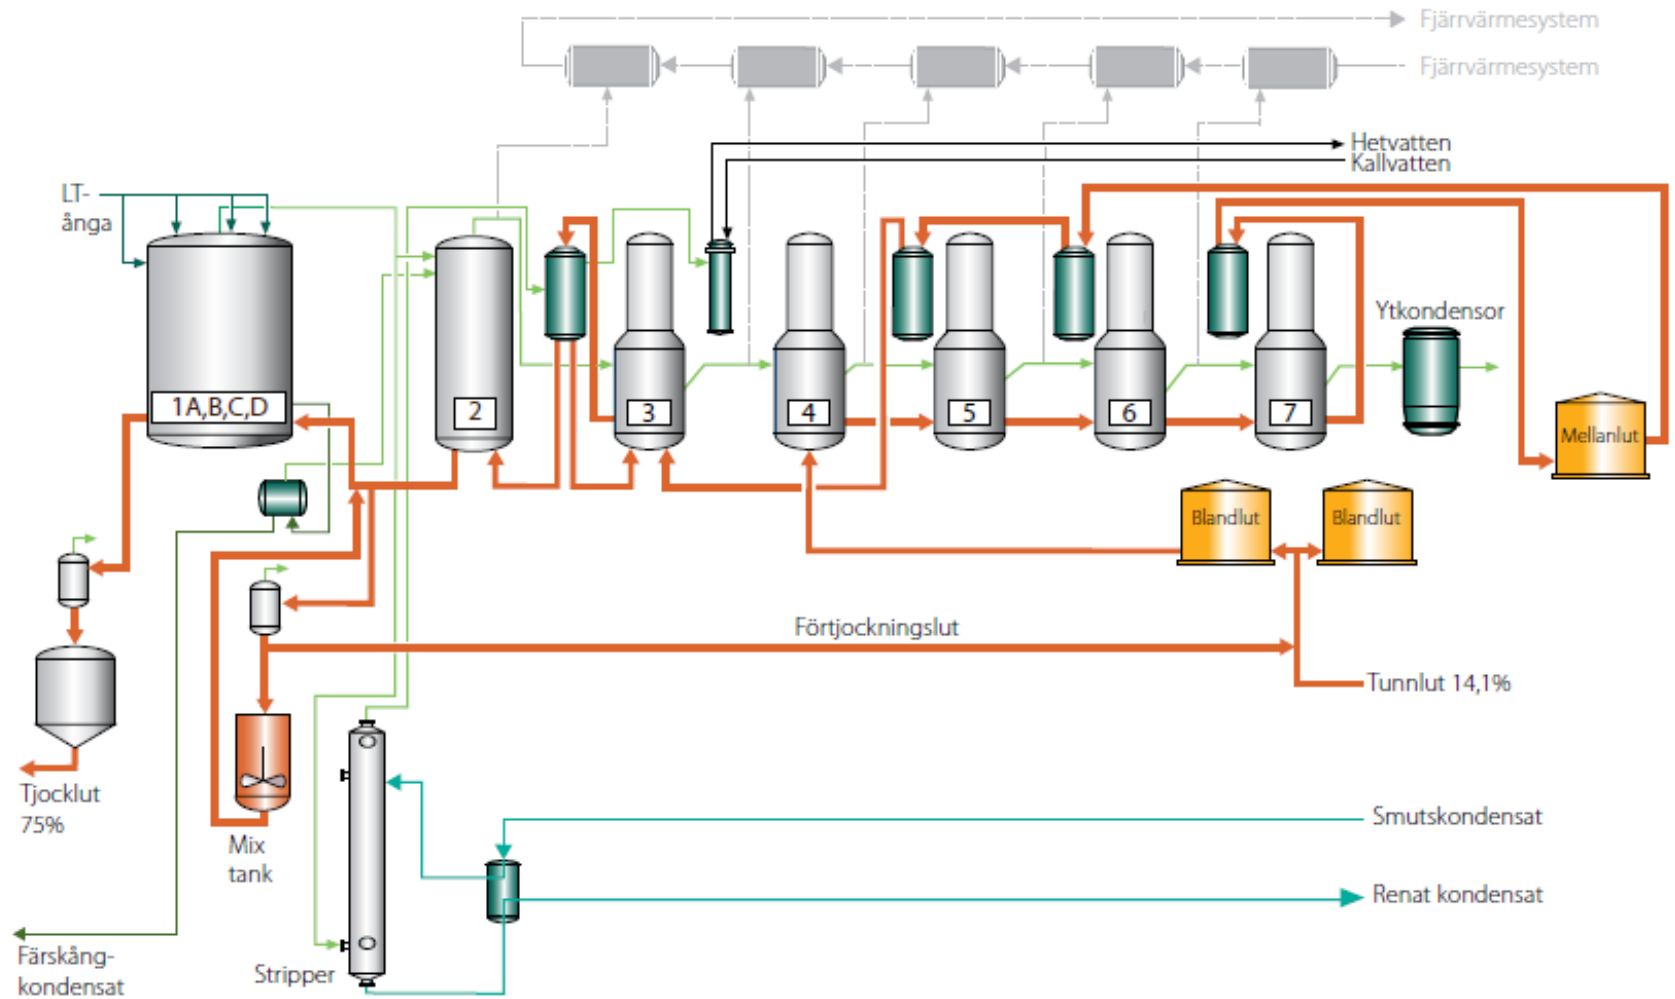 Fjärrvärmesystem
Fjärrvärmesystem
Hetvatten
Kallvatten
LT-
ånga
Ytkondensor
1A,B,C,D
2
3
4
5
6
7
Mellanlut
Blandlut
Blandlut
Förtjockningslut
Tunnlut 14,1%
Tjocklut
75%
Mix
tank
Smutskondensat
Renat kondensat
Färskång-
kondensat
Stripper